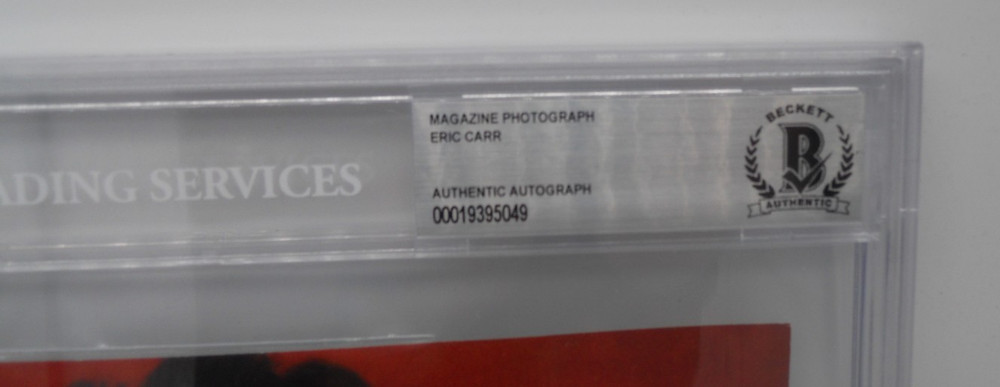 MAGAZINE PHOTOGRAPH
ERIC CARR
ADING SERVICES
AUTHENTIC AUTOGRAPH
00019395049
BECKETT
B
AUTHENTIC